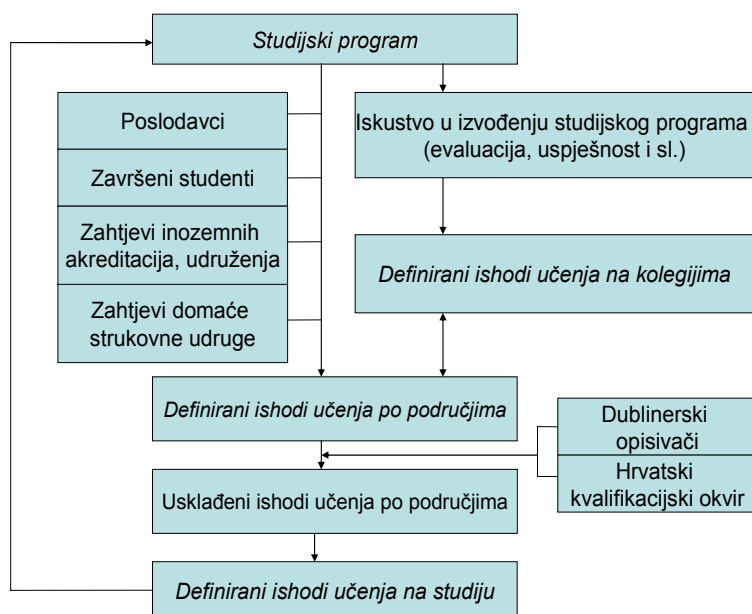 Studijski program
Poslodavci
Završeni studenti
Zahtjevi inozemnih
akreditacija, udruženja
Zahtjevi domaće
strukovne udruge
Iskustvo u izvođenju studijskog programa
(evaluacija, uspješnost i sl.)
Definirani ishodi učenja na kolegijima
Definirani ishodi učenja po područjima
Dublinerski
opisivači
Hrvatski
kvalifikacijski okvir
Usklađeni ishodi učenja po područjima
Definirani ishodi učenja na studiju